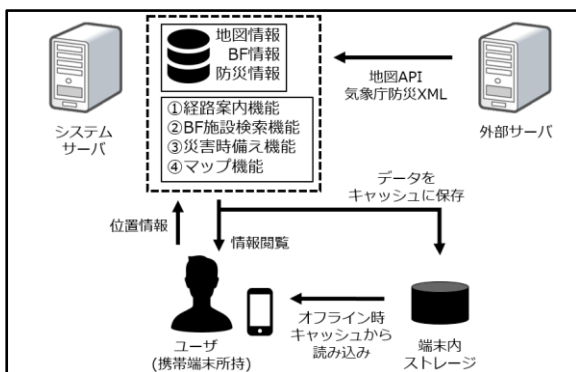 地図情報
BF情報
防災情報
①経路案内機能
②BF施設検索機能
③災害時備え機能
④マップ機能
システム
サーバ
地図API
気象庁防災XML
外部サーバ
位置情報
情報閲覧
データを
キャッシュに保存
ユーザ
(携帯端末所持)
オフライン時
キャッシュから
読み込み
端末内
ストレージ